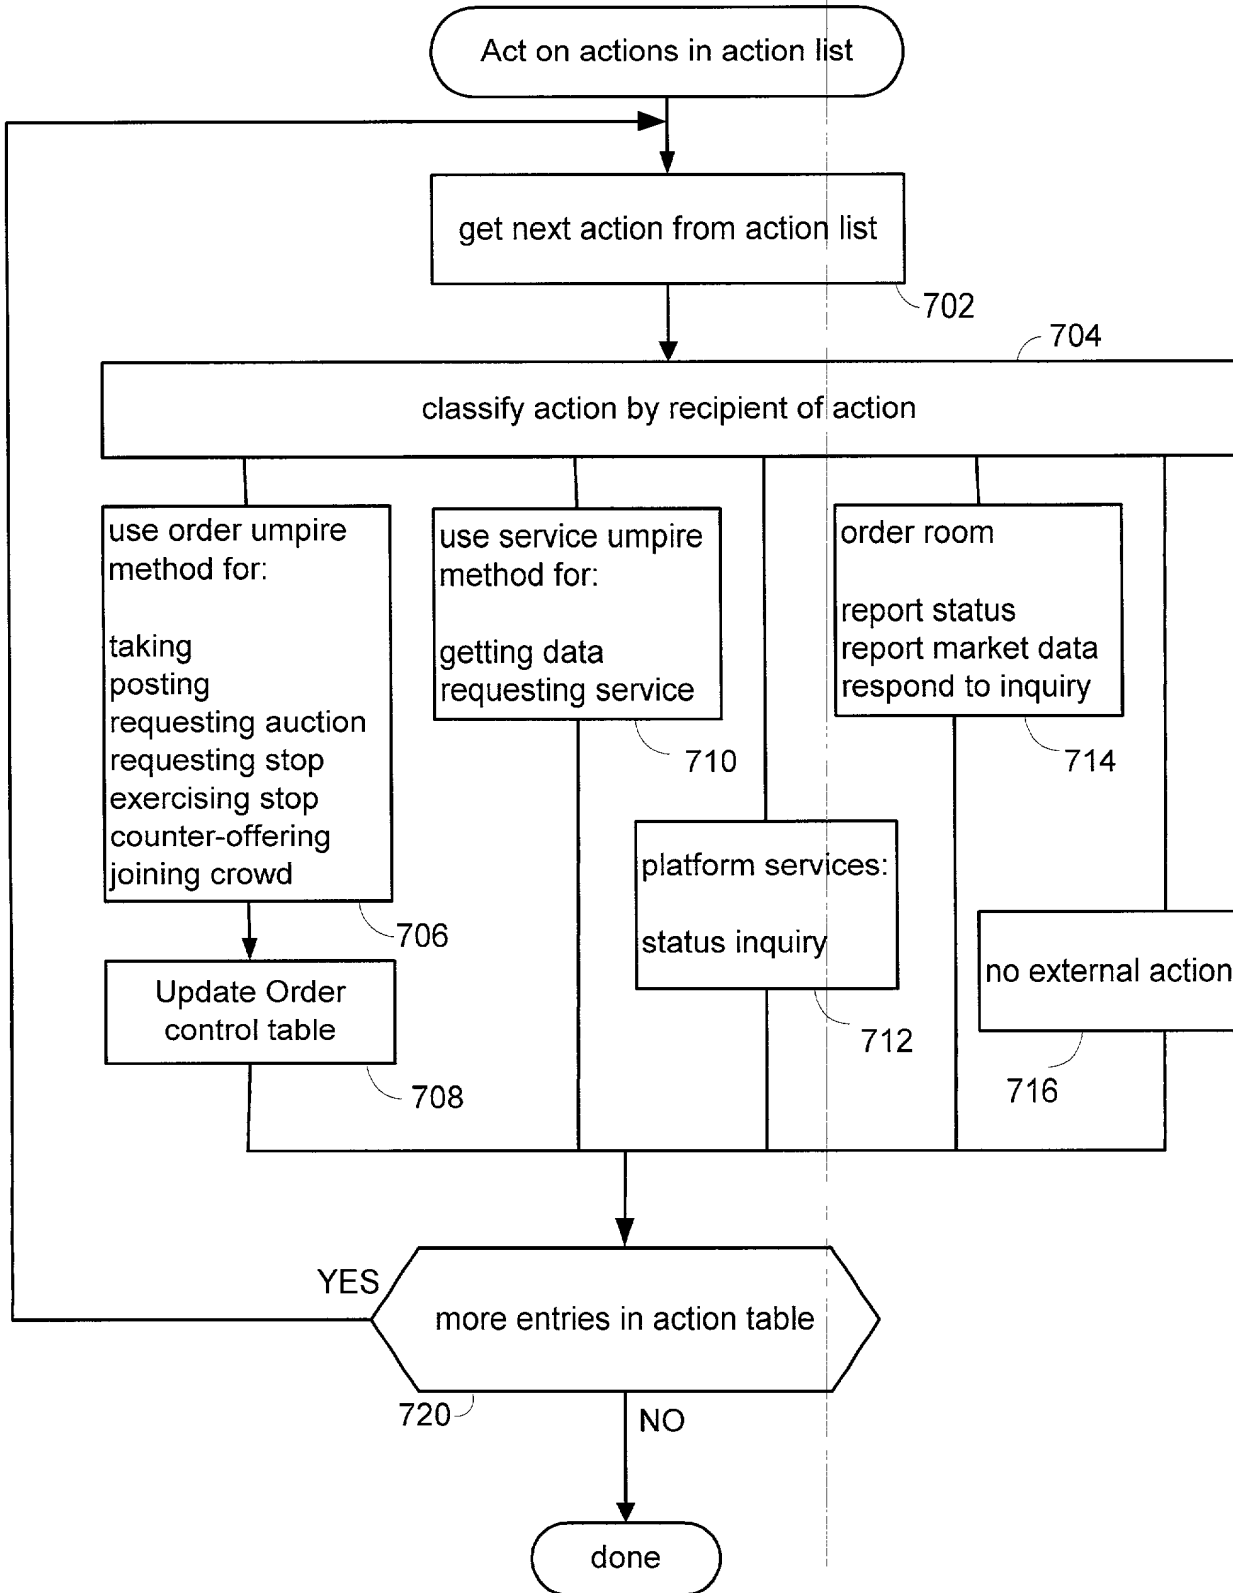 Act on actions in action list
get next action from action list
702
704
classify action by recipient of action
use order umpire
method for:
taking
posting
requesting auction
requesting stop
exercising stop
counter-offering
joining crowd
706
Update Order
control table
708
use service umpire
method for:
getting data
requesting service
710
platform services:
status inquiry
712
order room
report status
report market data
respond to inquiry
714
no external action
716
YES
more entries in action table
720
NO
done